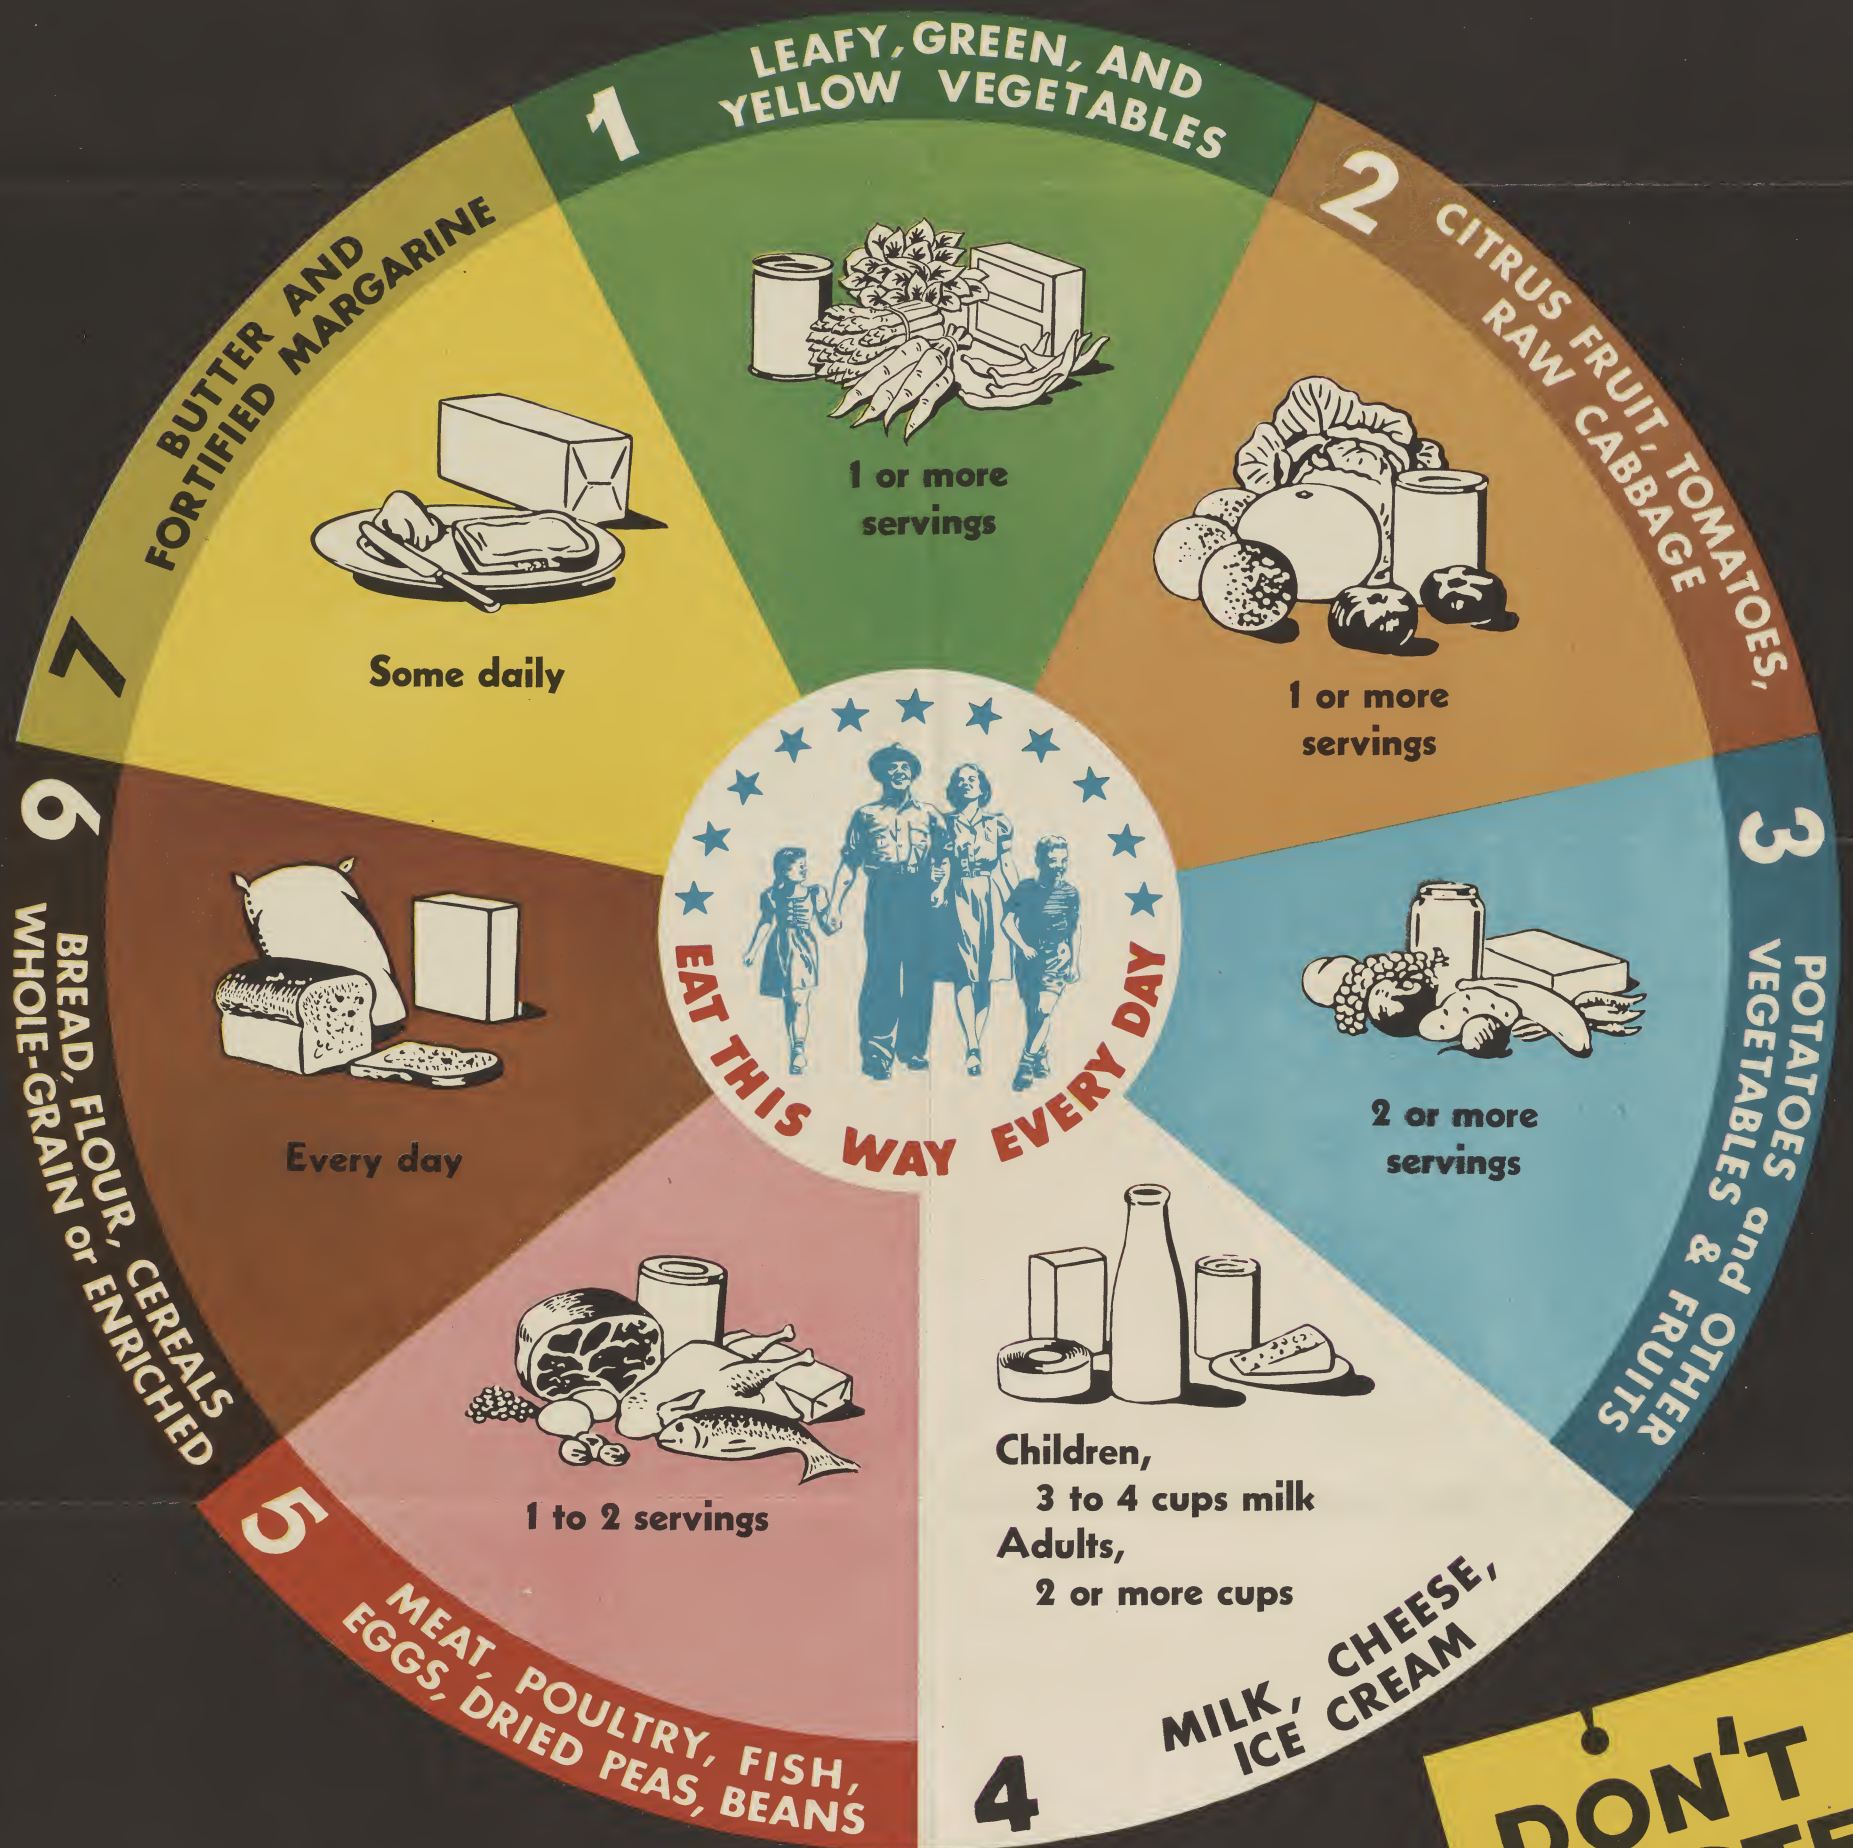 1
LEAFY, GREEN, AND
YELLOW VEGETABLES
1 or more
servings
2
CITRUS FRUIT, TOMATOES,
RAW CABBAGE
1 or more
servings
3
POTATOES and OTHER
VEGETABLES & FRUITS
2 or more
servings
4
MILK, CHEESE,
ICE CREAM
Children,
3 to 4 cups milk
Adults,
2 or more cups
5
MEAT, POULTRY, FISH,
EGGS, DRIED PEAS, BEANS
1 to 2 servings
6
BREAD, FLOUR, CEREALS
WHOLE-GRAIN or ENRICHED
Every day
7
BUTTER AND
FORTIFIED MARGARINE
Some daily
EAT THIS WAY EVERY DAY
DON'T